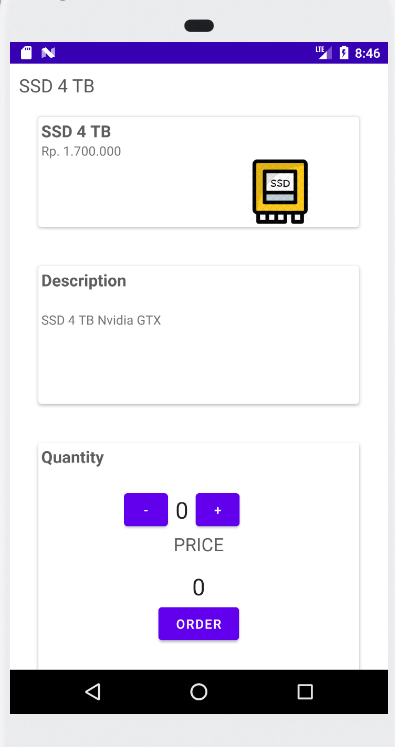 LTE 8:46
SSD 4 TB
SSD 4 TB
Rp. 1.700.000
SSD
Description
SSD 4 TB Nvidia GTX
Quantity
- 0 +
PRICE
0
ORDER